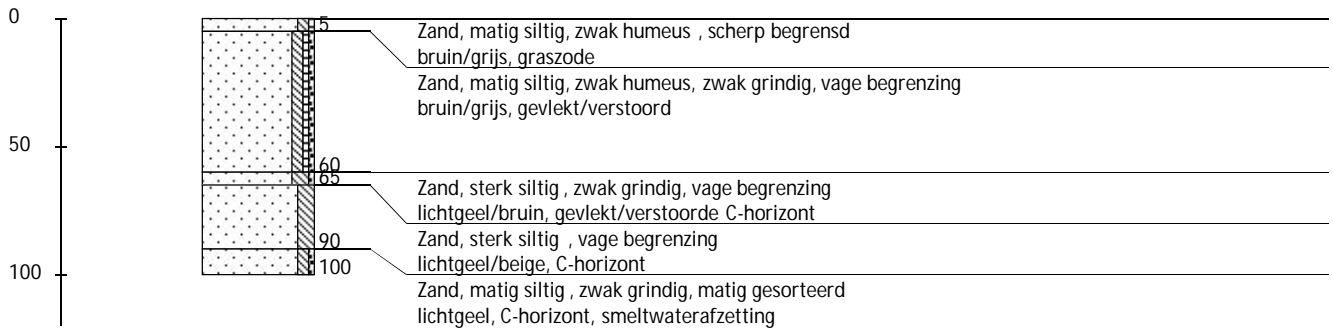 0
5
Zand, matig siltig, zwak humeus , scherp begrensd
bruin/grijs, graszode
Zand, matig siltig, zwak humeus, zwak grindig, vage begrenzing
bruin/grijs, gevlekt/verstoord
50
60
65
Zand, sterk siltig , zwak grindig, vage begrenzing
lichtgeel/bruin, gevlekt/verstoorde C-horizont
Zand, sterk siltig , vage begrenzing
90
lichtgeel/beige, C-horizont
100
100
Zand, matig siltig , zwak grindig, matig gesorteerd
lichtgeel, C-horizont, smeltwaterafzetting